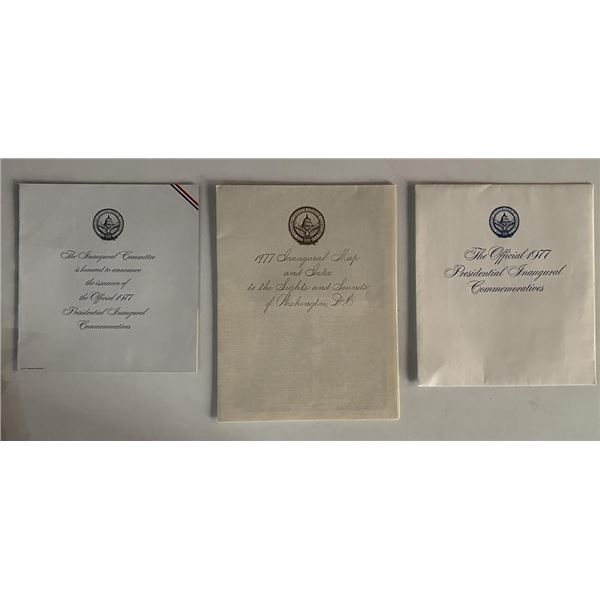 The Inaugural Committee
is honored to announce
the issuance of
the Official 1977
Presidential Inaugural
Commemoratives
1977 Inaugural Map
and Index
to the Sights and Sounds
of Washington, D.C.
The Official 1977
Presidential Inaugural
Commemoratives